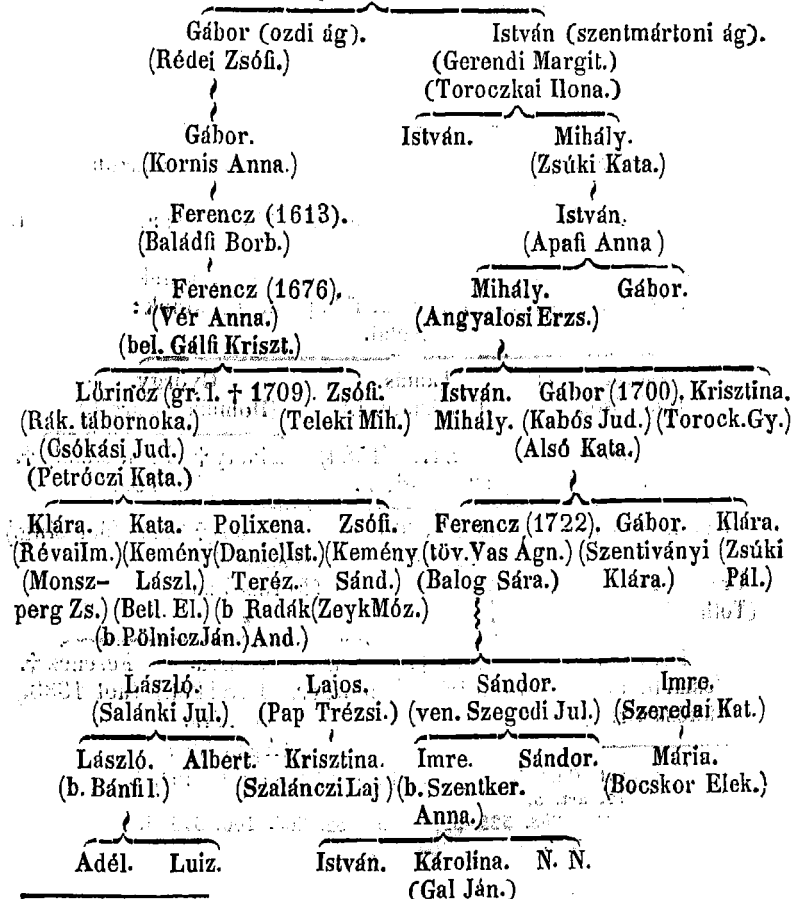 Gábor (ozdi ág). István (szentmártoni ág).
(Rédei Zsófi.) (Gerendi Margit.)
(Toroczkai Ilona.)
Gábor. István. Mihály.
(Kornis Anna.) (Zsúki Kata.)
Ferencz (1613). István.
(Baládfi Borb.) (Apafi Anna)
Ferencz (1676). Mihály. Gábor.
(Vér Anna.) (Angyalosi Erzs.)
(bel. Gálfi Kriszt.)
Lőrincz (gr. I. † 1709). Zsófi. István. Gábor (1700). Krisztina.
(Rák. tábornoka.) (Teleki Mih.) Mihály. (Kabós Jud.) (Torock. Gy.)
(Csókási Jud.) (Alsó Kata.)
(Petróczi Kata.)
Klára. Kata. Polixena. Zsófi. Ferencz (1722). Gábor. Klára.
(Révai Im.) (Kemény (Daniel Ist.) (Kemény (töv. Vas Ágn.) (Szentiványi (Zsúki
(Monsz- Lászl.) Teréz. Sánd.) (Balog Sára.) Klára.) Pál.)
perg Zs.) (Betl. El.) (b Radák (Zeyk Móz.)
(b. Pölnicz Ján.) And.)
László. Lajos. Sándor. Imre.
(Salánki Jul.) (Pap Trézsi.) (ven. Szegedi Jul.) (Szeredai Kat.)
László. Albert. Krisztina. Imre. Sándor. Mária.
(b. Bánfi l.) (Szalánczi Laj) (b. Szentker. (Bocskor Elek.)
Anna.)
Adél. Luiz. István. Károlina. N. N.
(Gal Ján.)